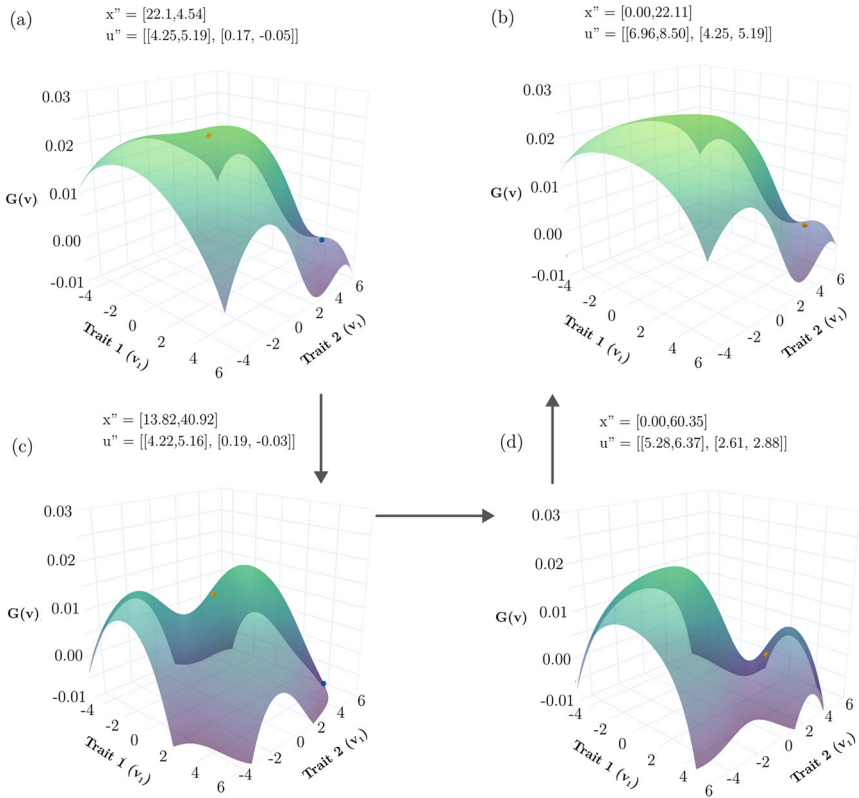 (a)
x” = [22.1,4.54]
u” = [[4.25,5.19], [0.17, -0.05]]
0.03
0.02
0.01
0.00
-0.01
G(v)
-4
-2
0
2
4
6
Trait 1 (v₁)
-4
-2
0
2
4
6
Trait 2 (v₁)
(b)
x” = [0.00,22.11]
u” = [[6.96,8.50], [4.25, 5.19]]
0.03
0.02
0.01
0.00
-0.01
G(v)
-4
-2
0
2
4
6
Trait 1 (v₁)
-4
-2
0
2
4
6
Trait 2 (v₁)
(c)
x” = [13.82,40.92]
u” = [[4.22,5.16], [0.19, -0.03]]
0.03
0.02
0.01
0.00
-0.01
G(v)
-4
-2
0
2
4
6
Trait 1 (v₁)
-4
-2
0
2
4
6
Trait 2 (v₁)
(d)
x” = [0.00,60.35]
u” = [[5.28,6.37], [2.61, 2.88]]
0.03
0.02
0.01
0.00
-0.01
G(v)
-4
-2
0
2
4
6
Trait 1 (v₁)
-4
-2
0
2
4
6
Trait 2 (v₁)